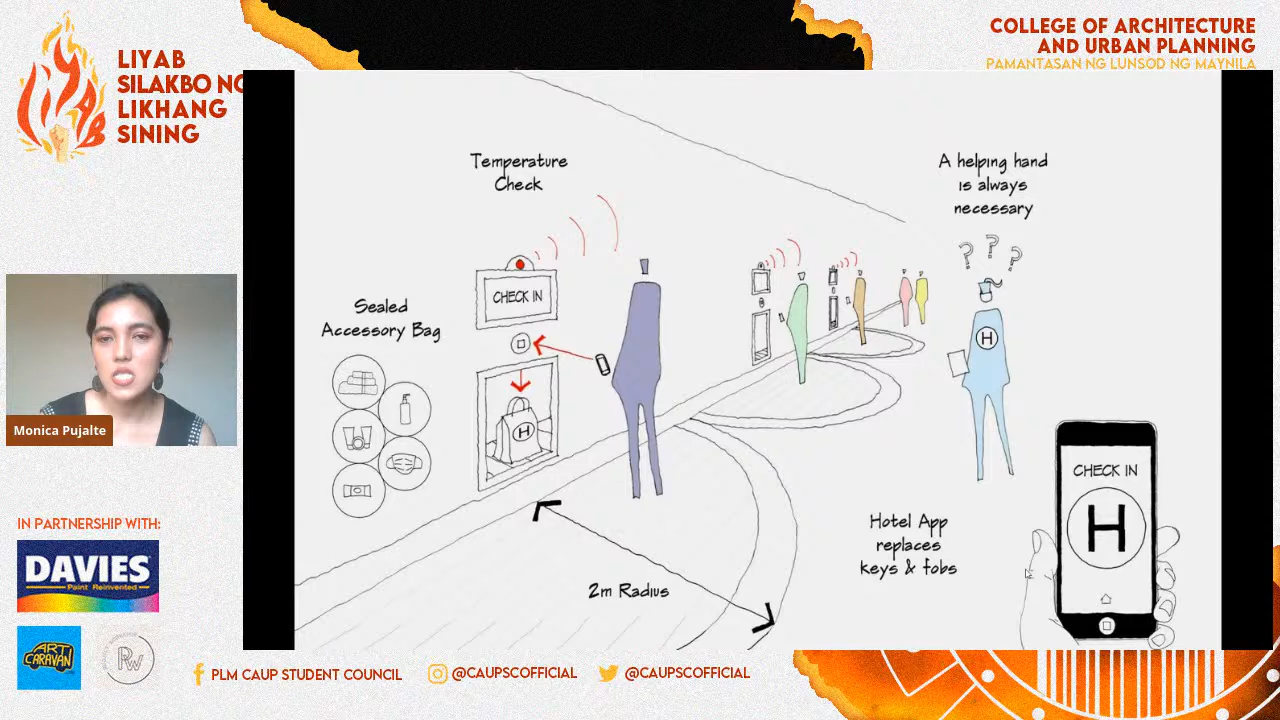 LIYAB
SILAKBO NG
LIKHANG
SINING
COLLEGE OF ARCHITECTURE
AND URBAN PLANNING
PAMANTASAN NG LUNSOD NG MAYNILA
Temperature
Check
A helping hand
is always
necessary
? ? ?
CHECK IN
Sealed
Accessory Bag
H
H
CHECK IN
H
Hotel App
replaces
keys & fobs
2m Radius
Monica Pujalte
IN PARTNERSHIP WITH:
DAVIES
Paint Reinvented
ART
CARAVAN
PW
PLM CAUP STUDENT COUNCIL
@CAUPSCOFFICIAL
@CAUPSCOFFICIAL